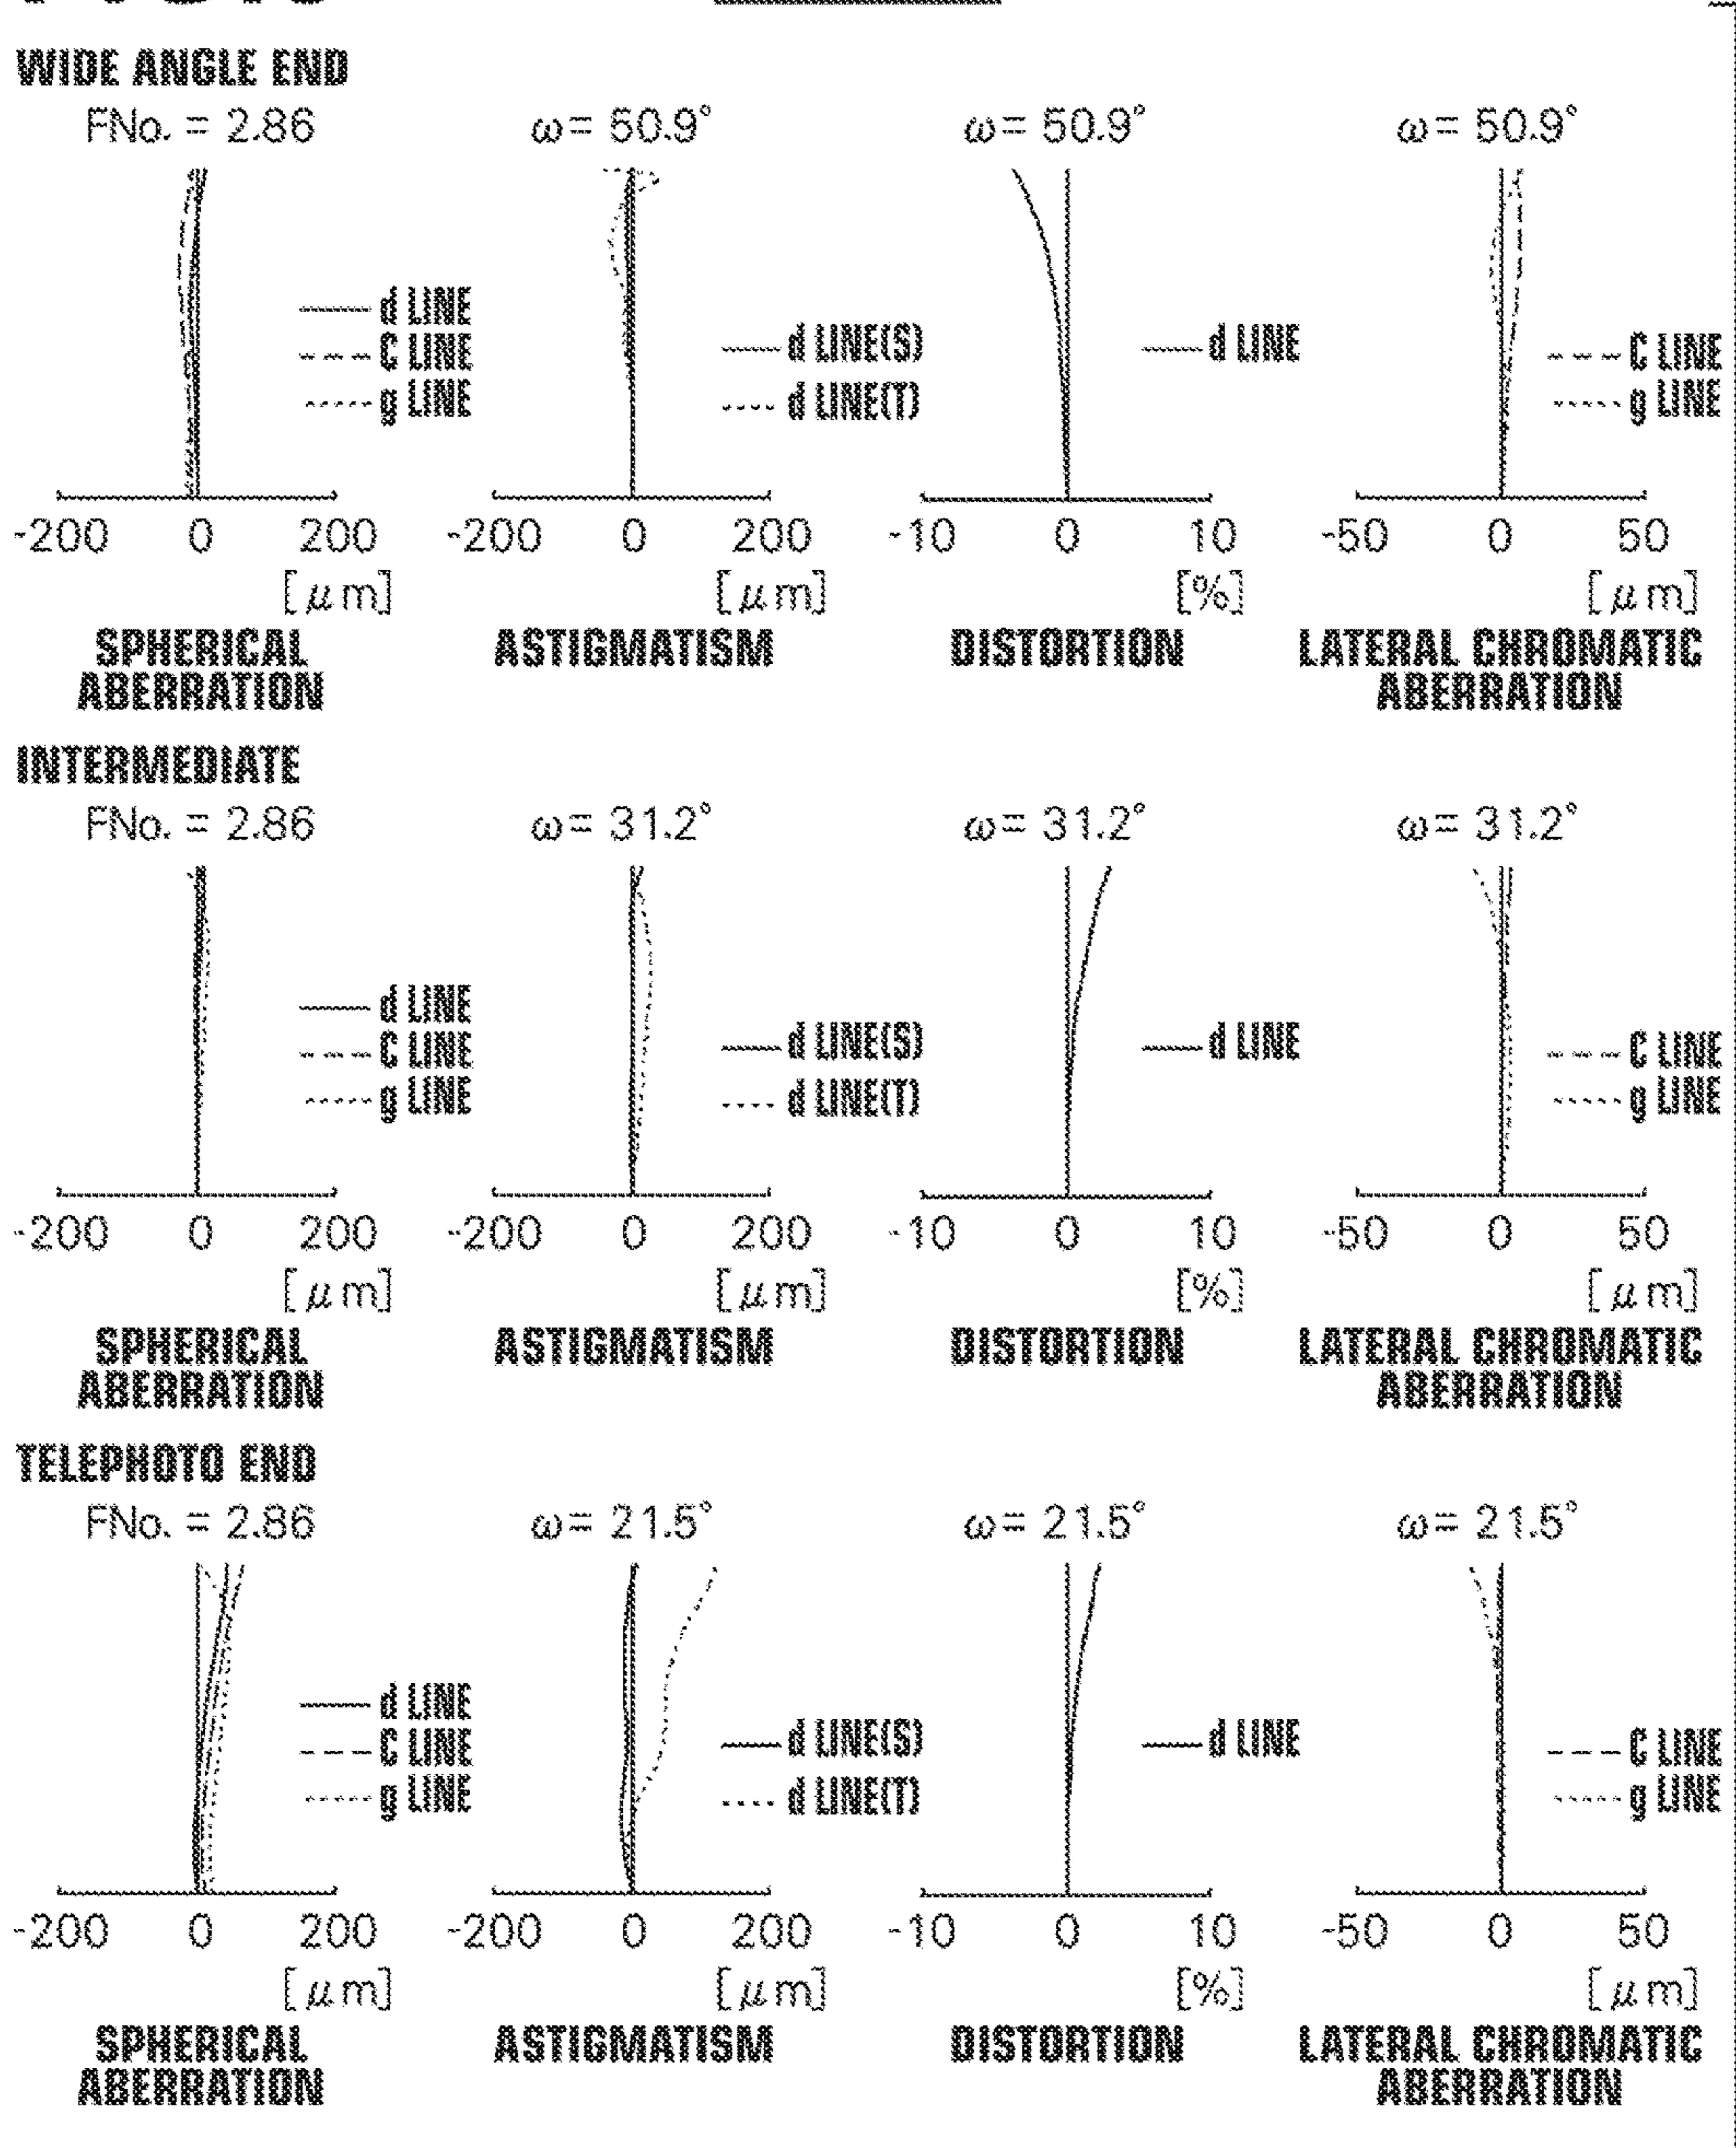 WIDE ANGLE END
FNo. = 2.86 ω = 50.9° ω = 50.9° ω = 50.9°
d LINE
C LINE
g LINE
d LINE(S)
d LINE(T)
d LINE
C LINE
g LINE
-200 0 200 -200 0 200 -10 0 10 -50 0 50
[μm] [μm] [%] [μm]
SPHERICAL ABERRATION
ASTIGMATISM
DISTORTION
LATERAL CHROMATIC ABERRATION
INTERMEDIATE
FNo. = 2.86 ω = 31.2° ω = 31.2° ω = 31.2°
d LINE
C LINE
g LINE
d LINE(S)
d LINE(T)
d LINE
C LINE
g LINE
-200 0 200 -200 0 200 -10 0 10 -50 0 50
[μm] [μm] [%] [μm]
SPHERICAL ABERRATION
ASTIGMATISM
DISTORTION
LATERAL CHROMATIC ABERRATION
TELEPHOTO END
FNo. = 2.86 ω = 21.5° ω = 21.5° ω = 21.5°
d LINE
C LINE
g LINE
d LINE(S)
d LINE(T)
d LINE
C LINE
g LINE
-200 0 200 -200 0 200 -10 0 10 -50 0 50
[μm] [μm] [%] [μm]
SPHERICAL ABERRATION
ASTIGMATISM
DISTORTION
LATERAL CHROMATIC ABERRATION